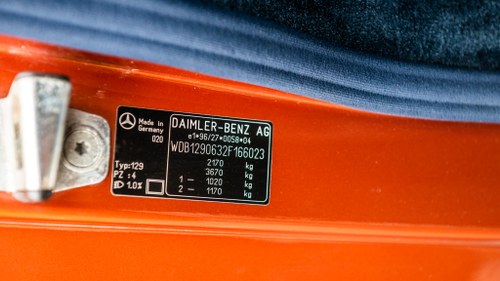 Made in
Germany
020
DAIMLER-BENZ AG
e1*96/27*0058*04
WDB1290632F166023
2170 kg
3670 kg
1 – 1020 kg
2 – 1170 kg
Typ:129
PZ :4
1.0%